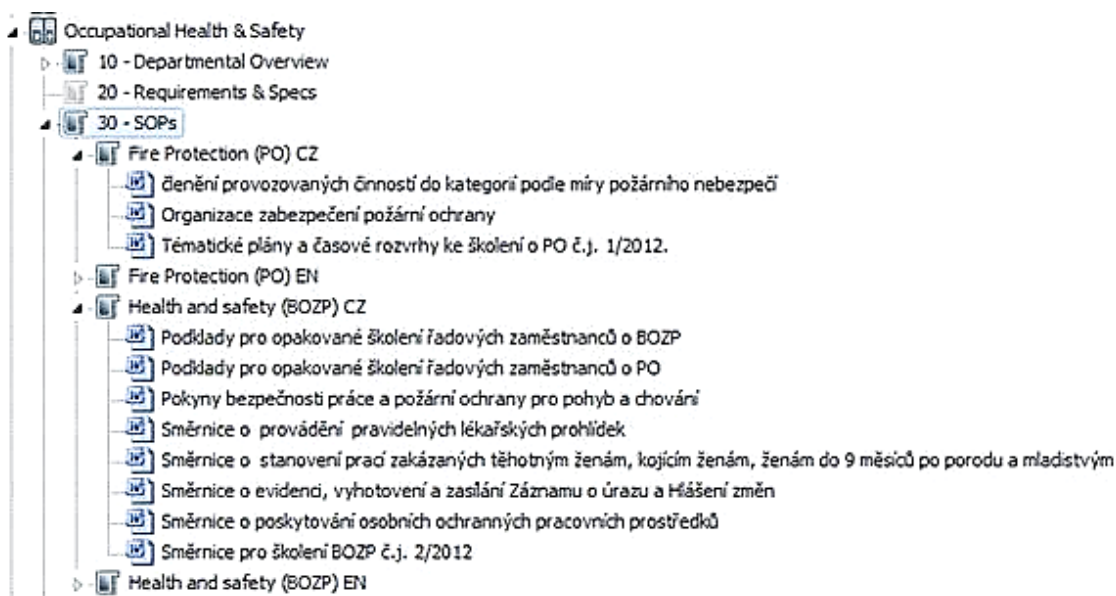 Occupational Health & Safety
10 - Departmental Overview
20 - Requirements & Specs
30 - SOPs
Fire Protection (PO) CZ
členění provozovaných činností do kategorií podle míry požárního nebezpečí
Organizace zabezpečení požární ochrany
Tématické plány a časové rozvrhy ke školení o PO č.j. 1/2012.
Fire Protection (PO) EN
Health and safety (BOZP) CZ
Podklady pro opakované školení řadových zaměstnanců o BOZP
Podklady pro opakované školení řadových zaměstnanců o PO
Pokyny bezpečnosti práce a požární ochrany pro pohyb a chování
Směrnice o provádění pravidelných lékařských prohlídek
Směrnice o stanovení prací zakázaných těhotným ženám, kojícím ženám, ženám do 9 měsíců po porodu a mladistvým
Směrnice o evidenci, vyhotovení a zasílání Záznamu o úrazu a Hlášení změn
Směrnice o poskytování osobních ochranných pracovních prostředků
Směrnice pro školení BOZP č.j. 2/2012
Health and safety (BOZP) EN